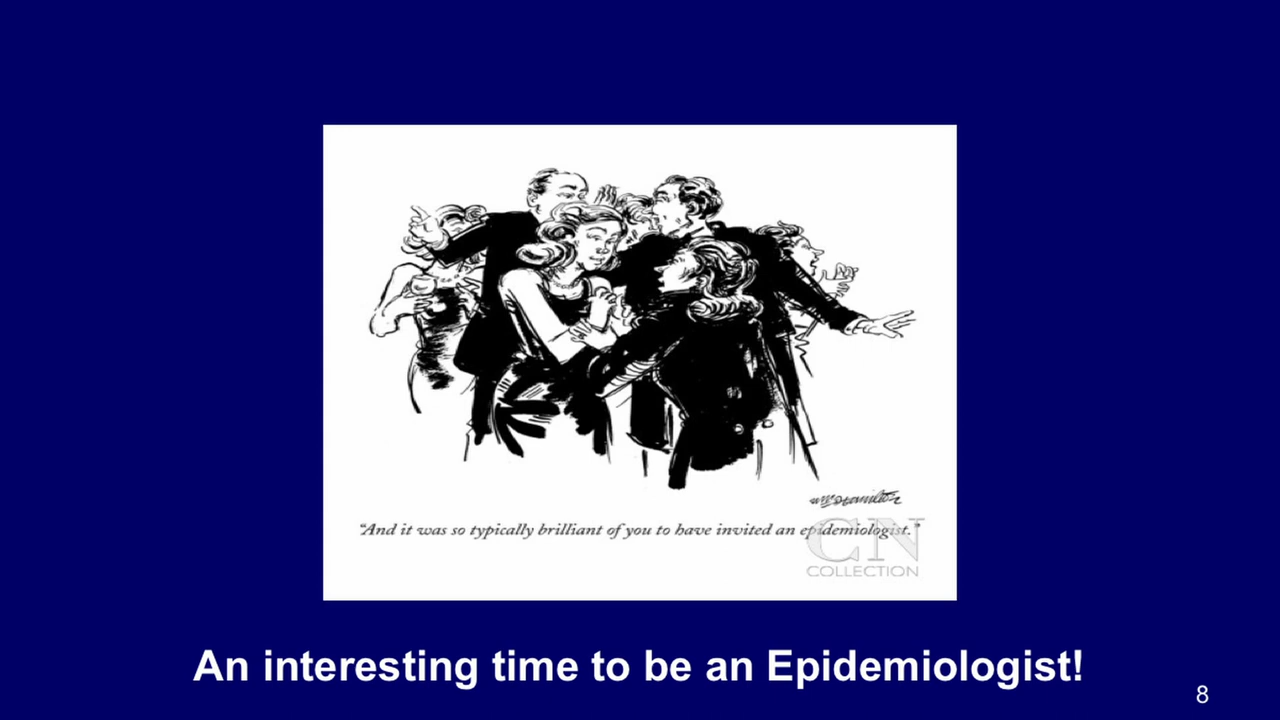 “And it was so typically brilliant of you to have invited an epidemiologist.”
CN
COLLECTION
An interesting time to be an Epidemiologist!
8